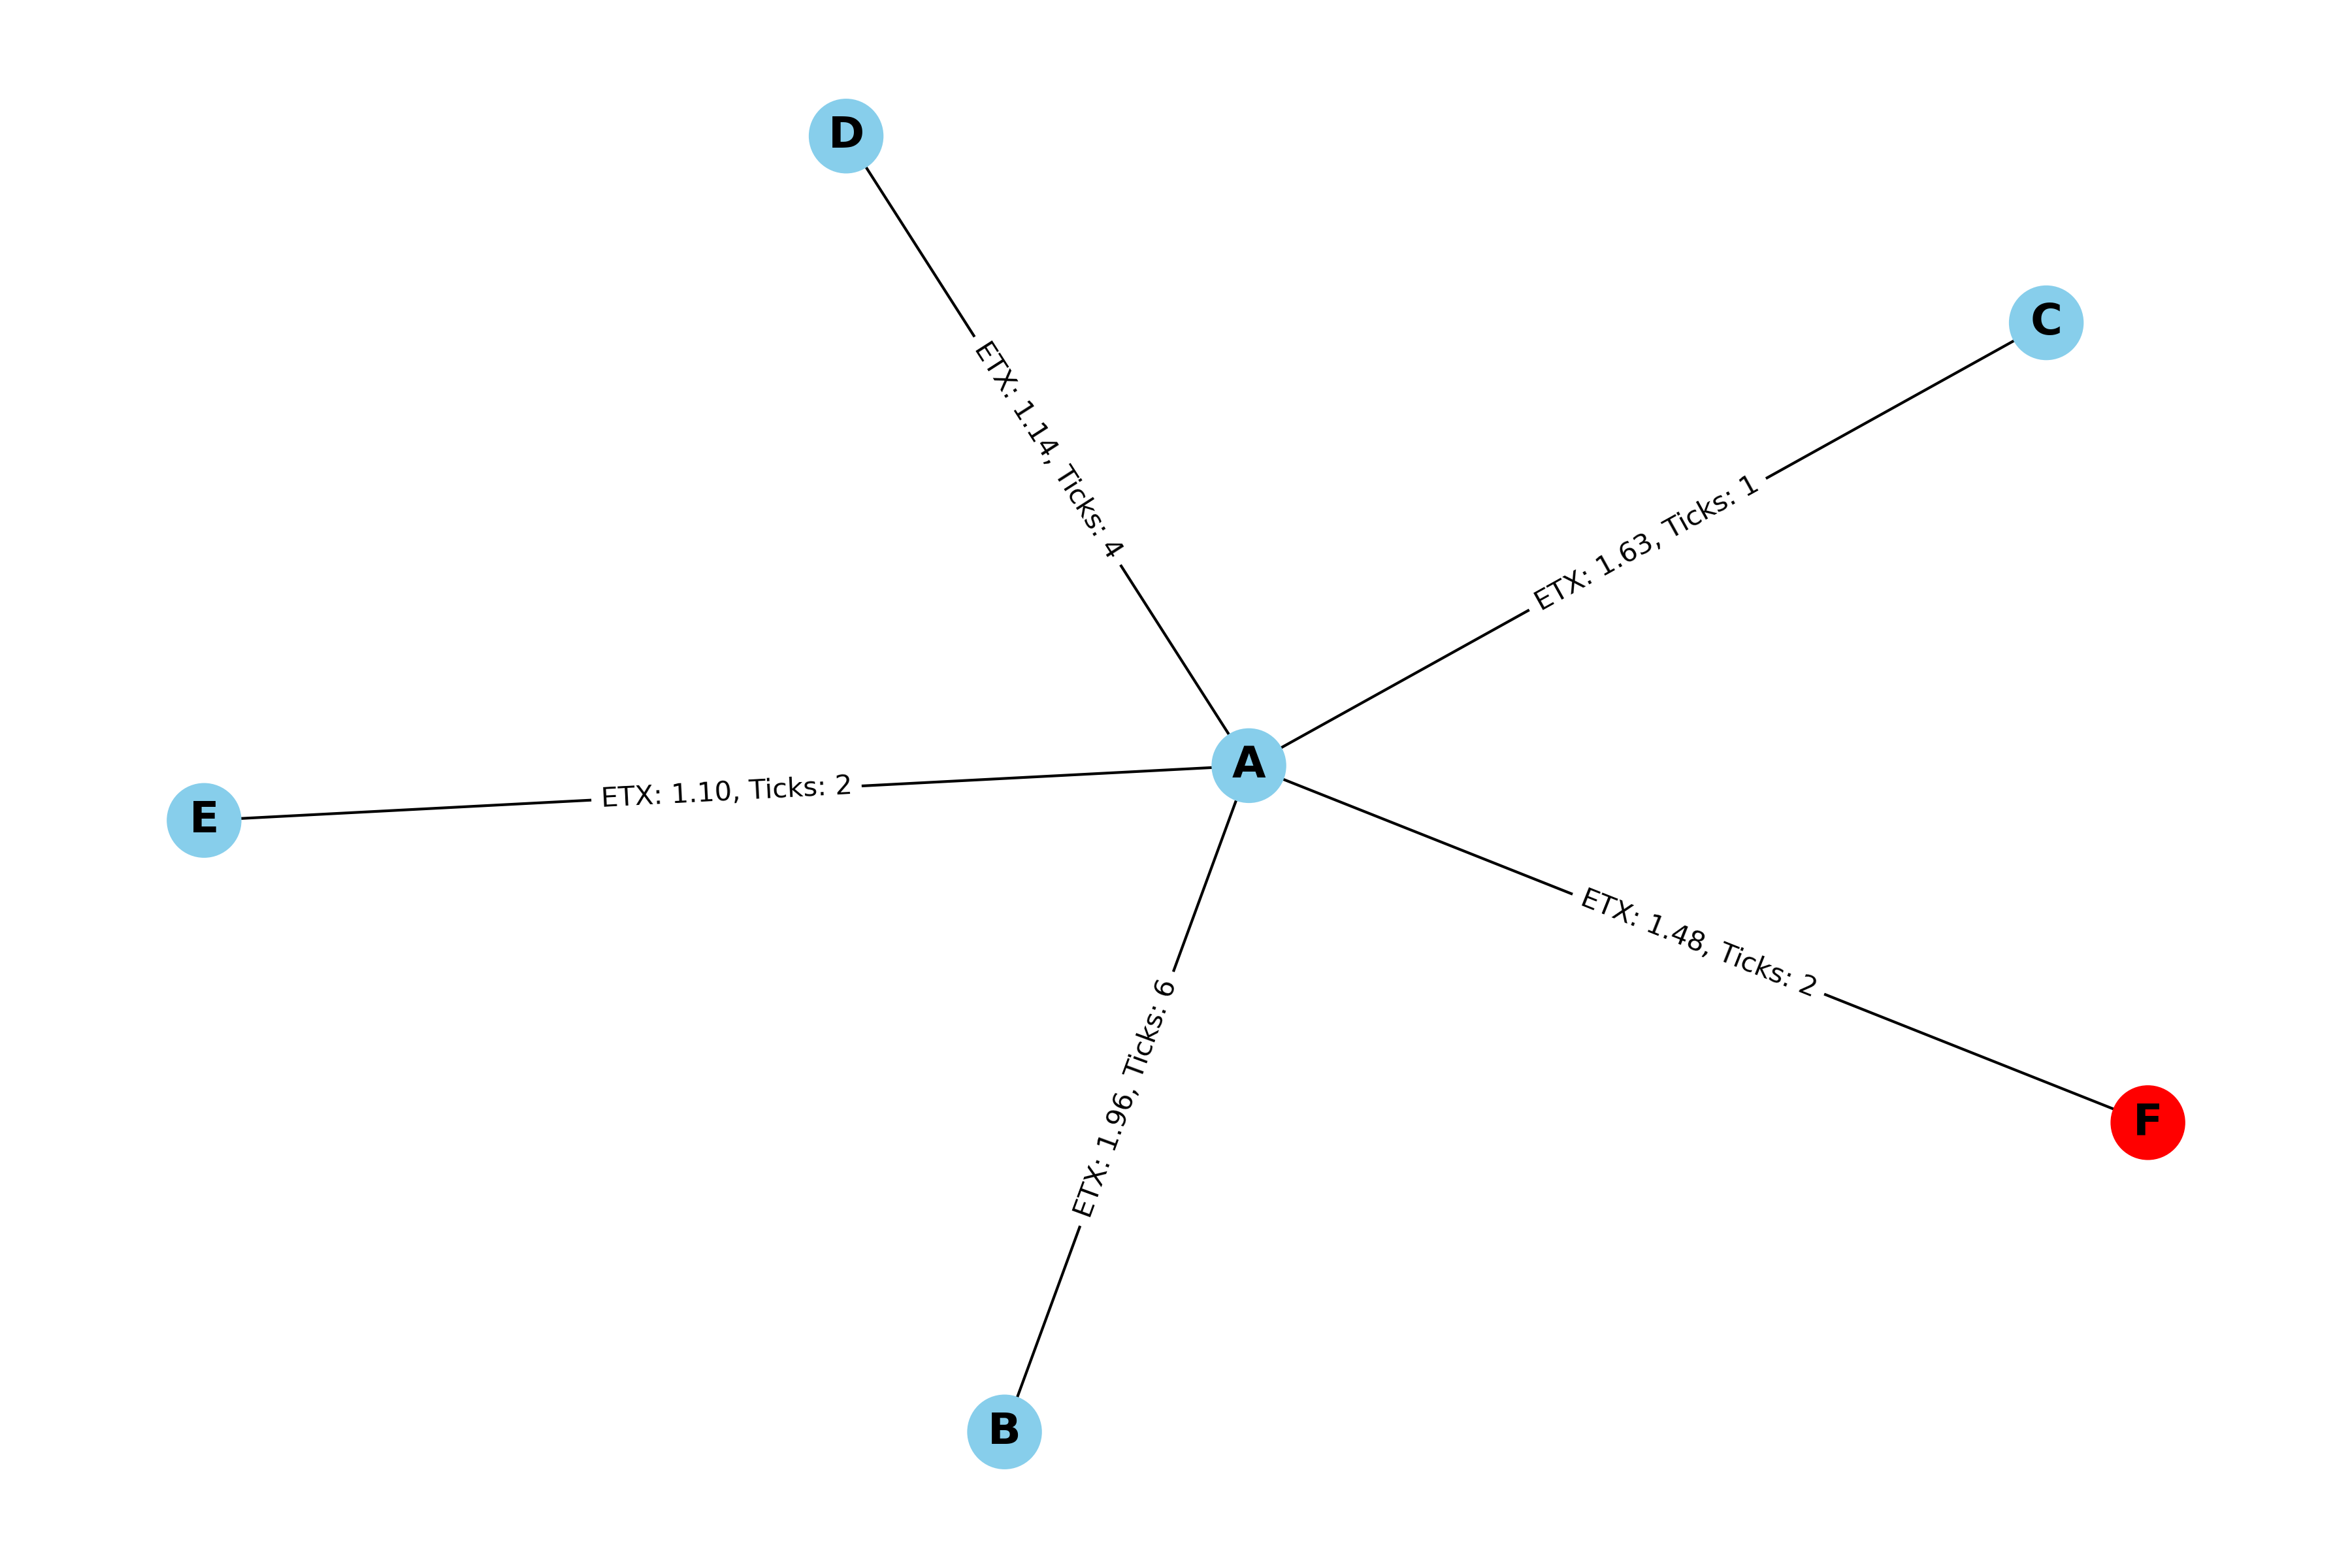 D
C
ETX: 1.14, Ticks: 4
ETX: 1.63, Ticks: 1
A
ETX: 1.10, Ticks: 2
E
ETX: 1.48, Ticks: 2
ETX: 1.96, Ticks: 6
F
B